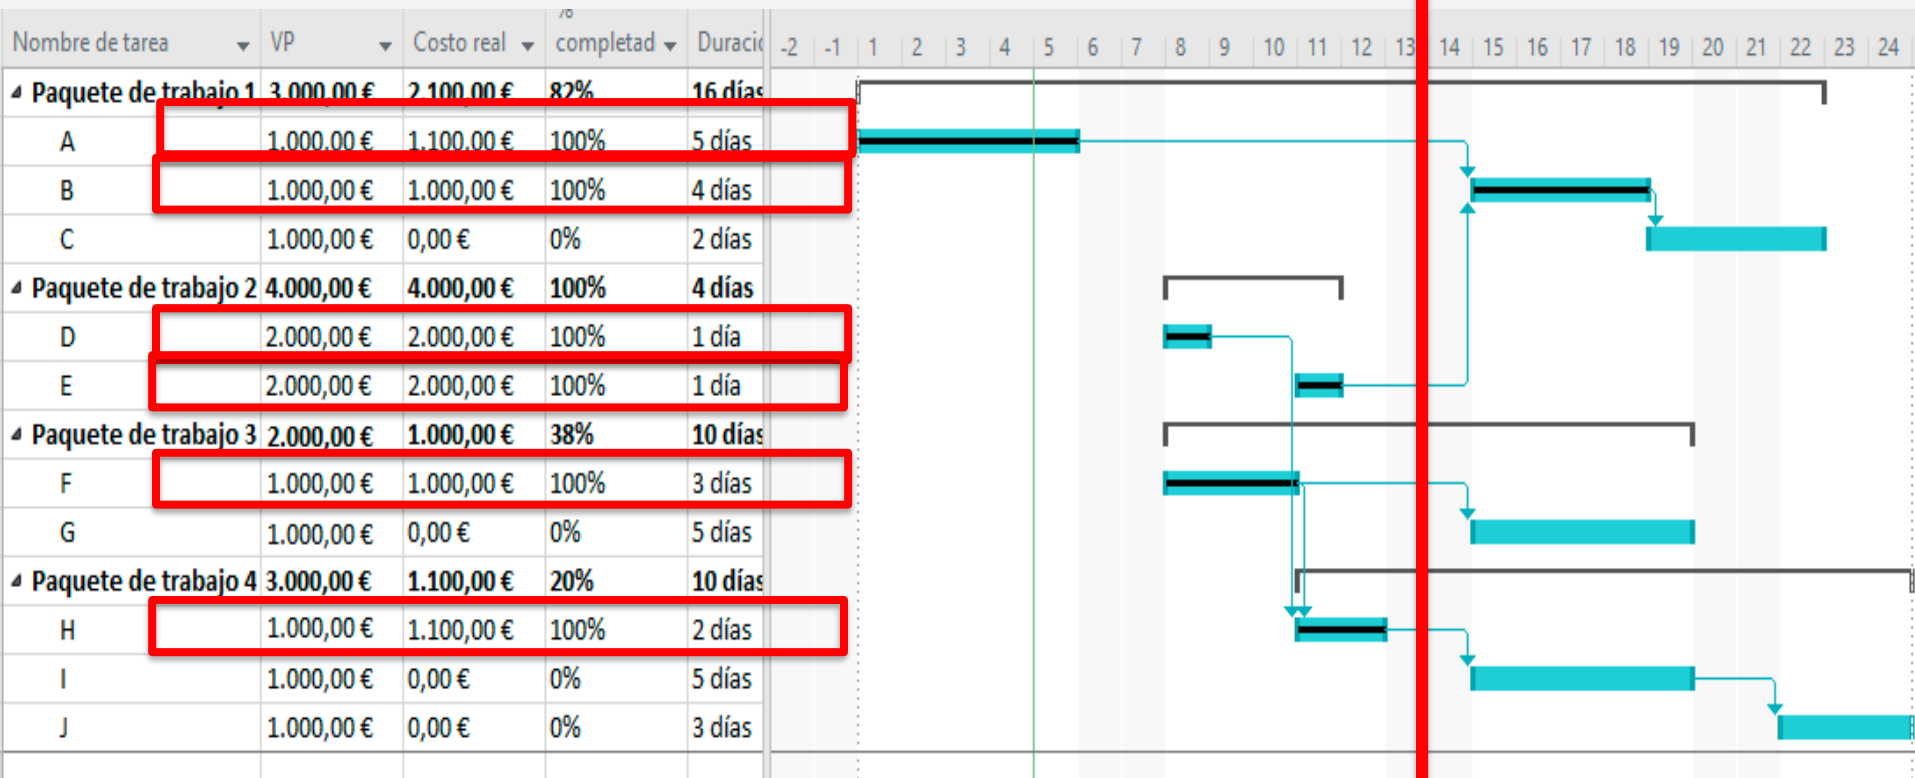 Nombre de tarea VP Costo real % completad Duració -2 -1 1 2 3 4 5 6 7 8 9 10 11 12 13 14 15 16 17 18 19 20 21 22 23 24
Paquete de trabajo 1 3.000,00 € 2.100,00 € 82% 16 días
A 1.000,00 € 1.100,00 € 100% 5 días
B 1.000,00 € 1.000,00 € 100% 4 días
C 1.000,00 € 0,00 € 0% 2 días
Paquete de trabajo 2 4.000,00 € 4.000,00 € 100% 4 días
D 2.000,00 € 2.000,00 € 100% 1 día
E 2.000,00 € 2.000,00 € 100% 1 día
Paquete de trabajo 3 2.000,00 € 1.000,00 € 38% 10 días
F 1.000,00 € 1.000,00 € 100% 3 días
G 1.000,00 € 0,00 € 0% 5 días
Paquete de trabajo 4 3.000,00 € 1.100,00 € 20% 10 días
H 1.000,00 € 1.100,00 € 100% 2 días
I 1.000,00 € 0,00 € 0% 5 días
J 1.000,00 € 0,00 € 0% 3 días